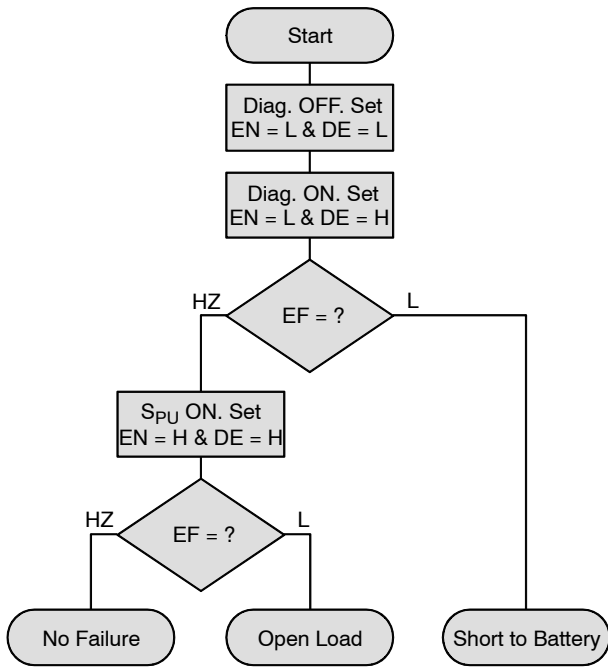 Start
Diag. OFF. Set
EN = L & DE = L
Diag. ON. Set
EN = L & DE = H
HZ
EF = ?
L
SPU ON. Set
EN = H & DE = H
HZ
EF = ?
L
No Failure
Open Load
Short to Battery